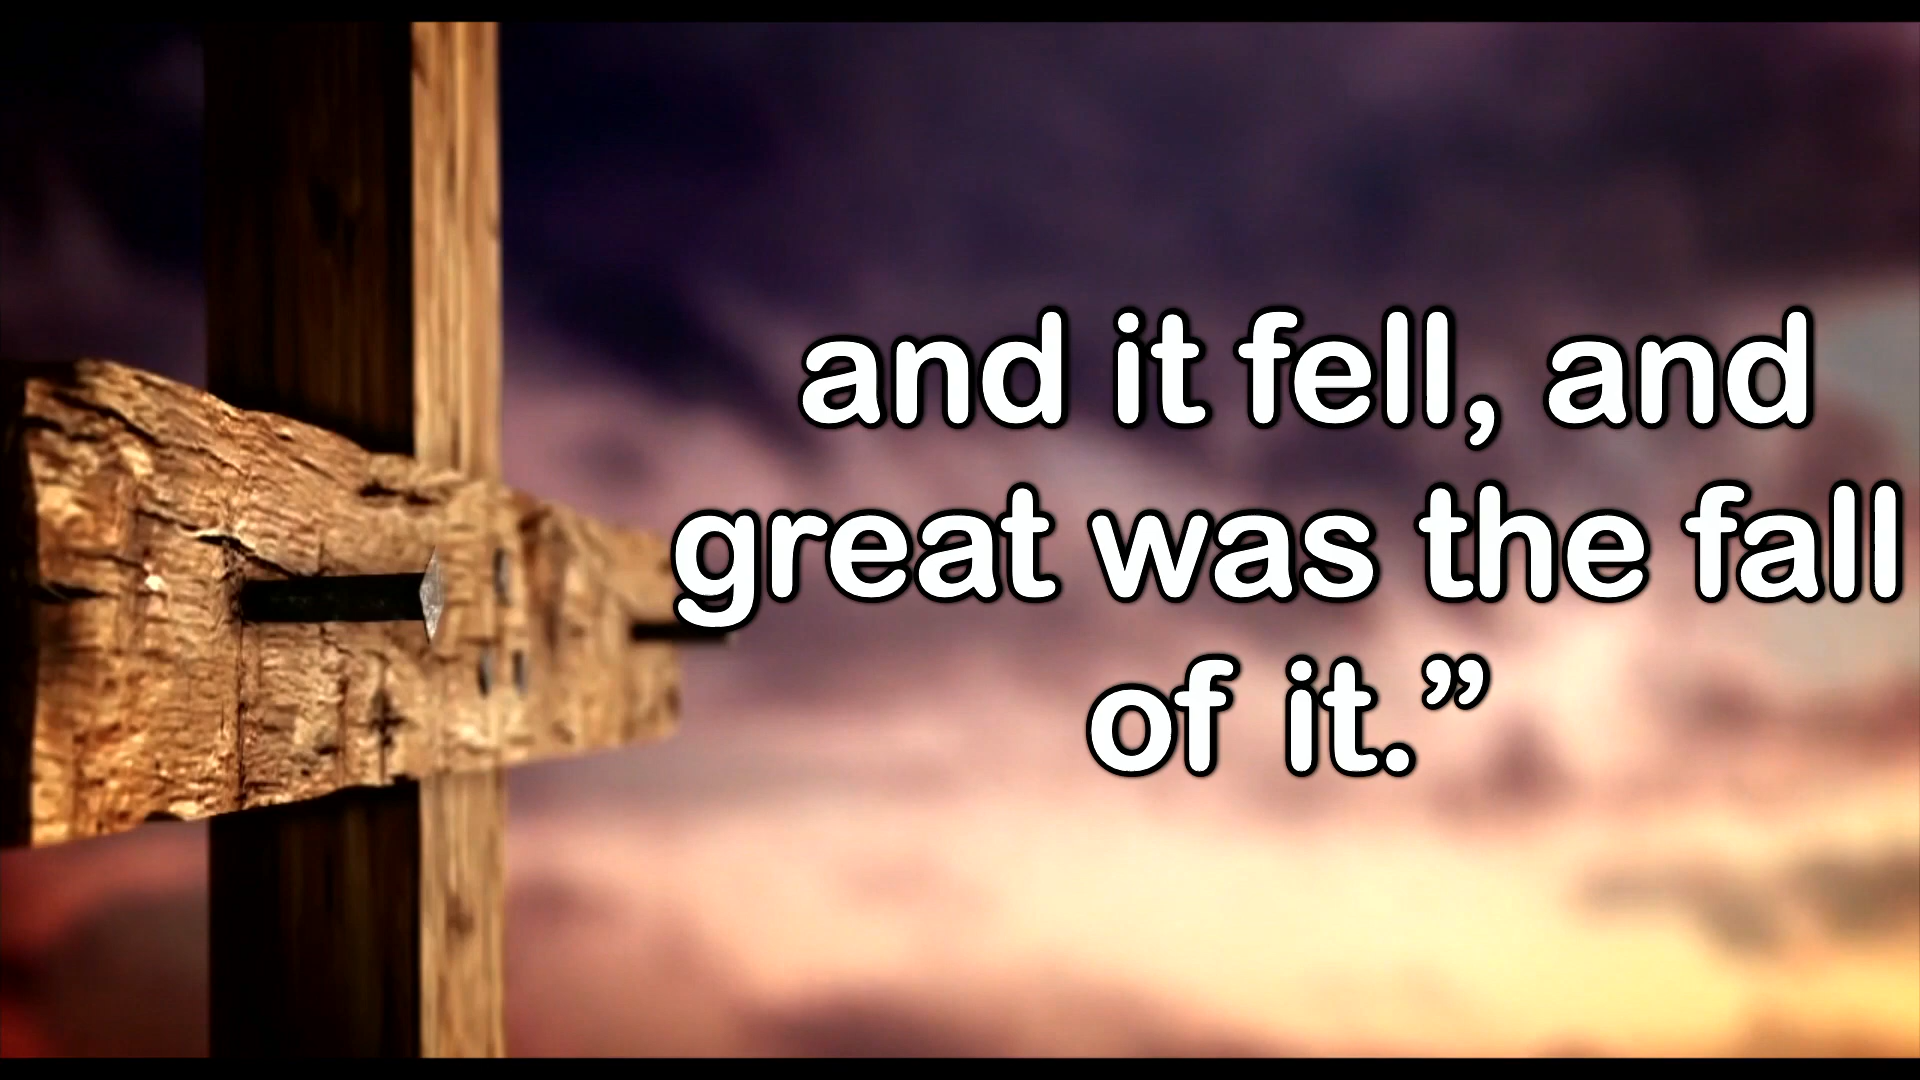 and it fell, and
great was the fall
of it.”